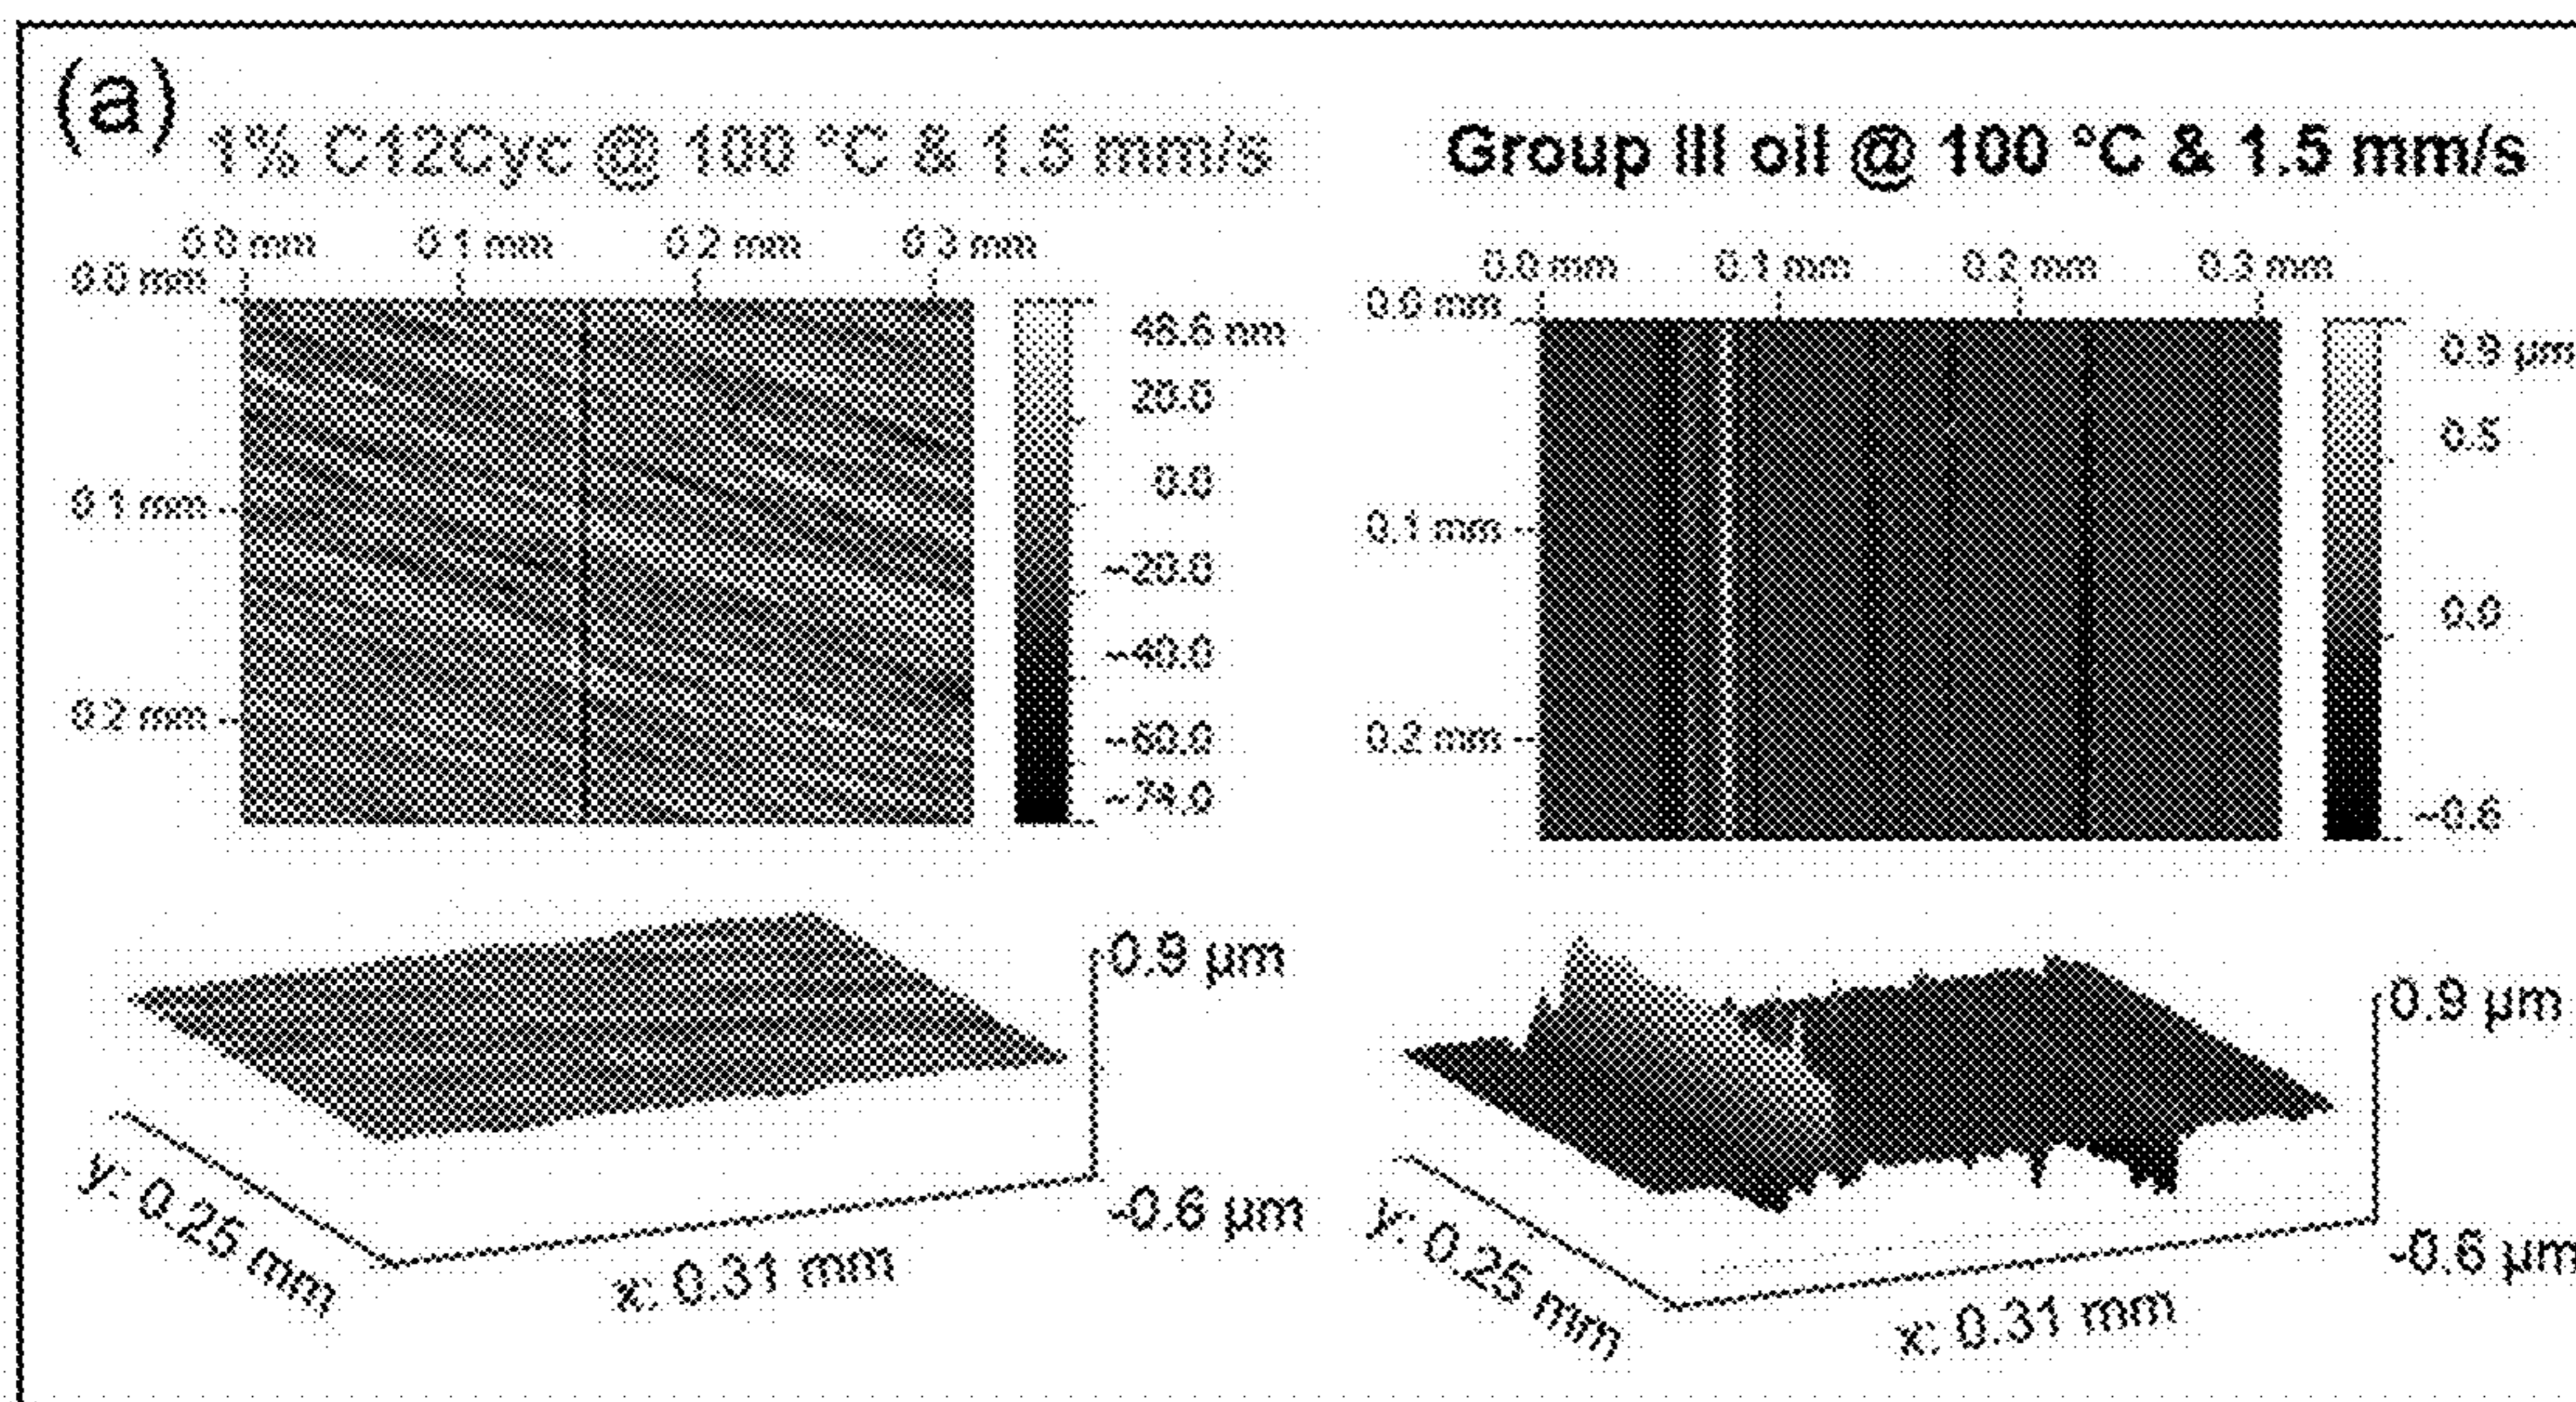 (a)
1% C12Cyc @ 100 °C & 1.5 mm/s
0.0 mm 0.1 mm 0.2 mm 0.3 mm
0.0 mm
0.1 mm
0.2 mm
48.6 nm
20.0
0.0
-20.0
-40.0
-60.0
-74.0
0.9 µm
-0.6 µm
y: 0.25 mm
x: 0.31 mm
Group III oil @ 100 °C & 1.5 mm/s
0.0 mm 0.1 mm 0.2 mm 0.3 mm
0.0 mm
0.1 mm
0.2 mm
0.9 µm
0.5
0.0
-0.6
0.9 µm
-0.6 µm
y: 0.25 mm
x: 0.31 mm